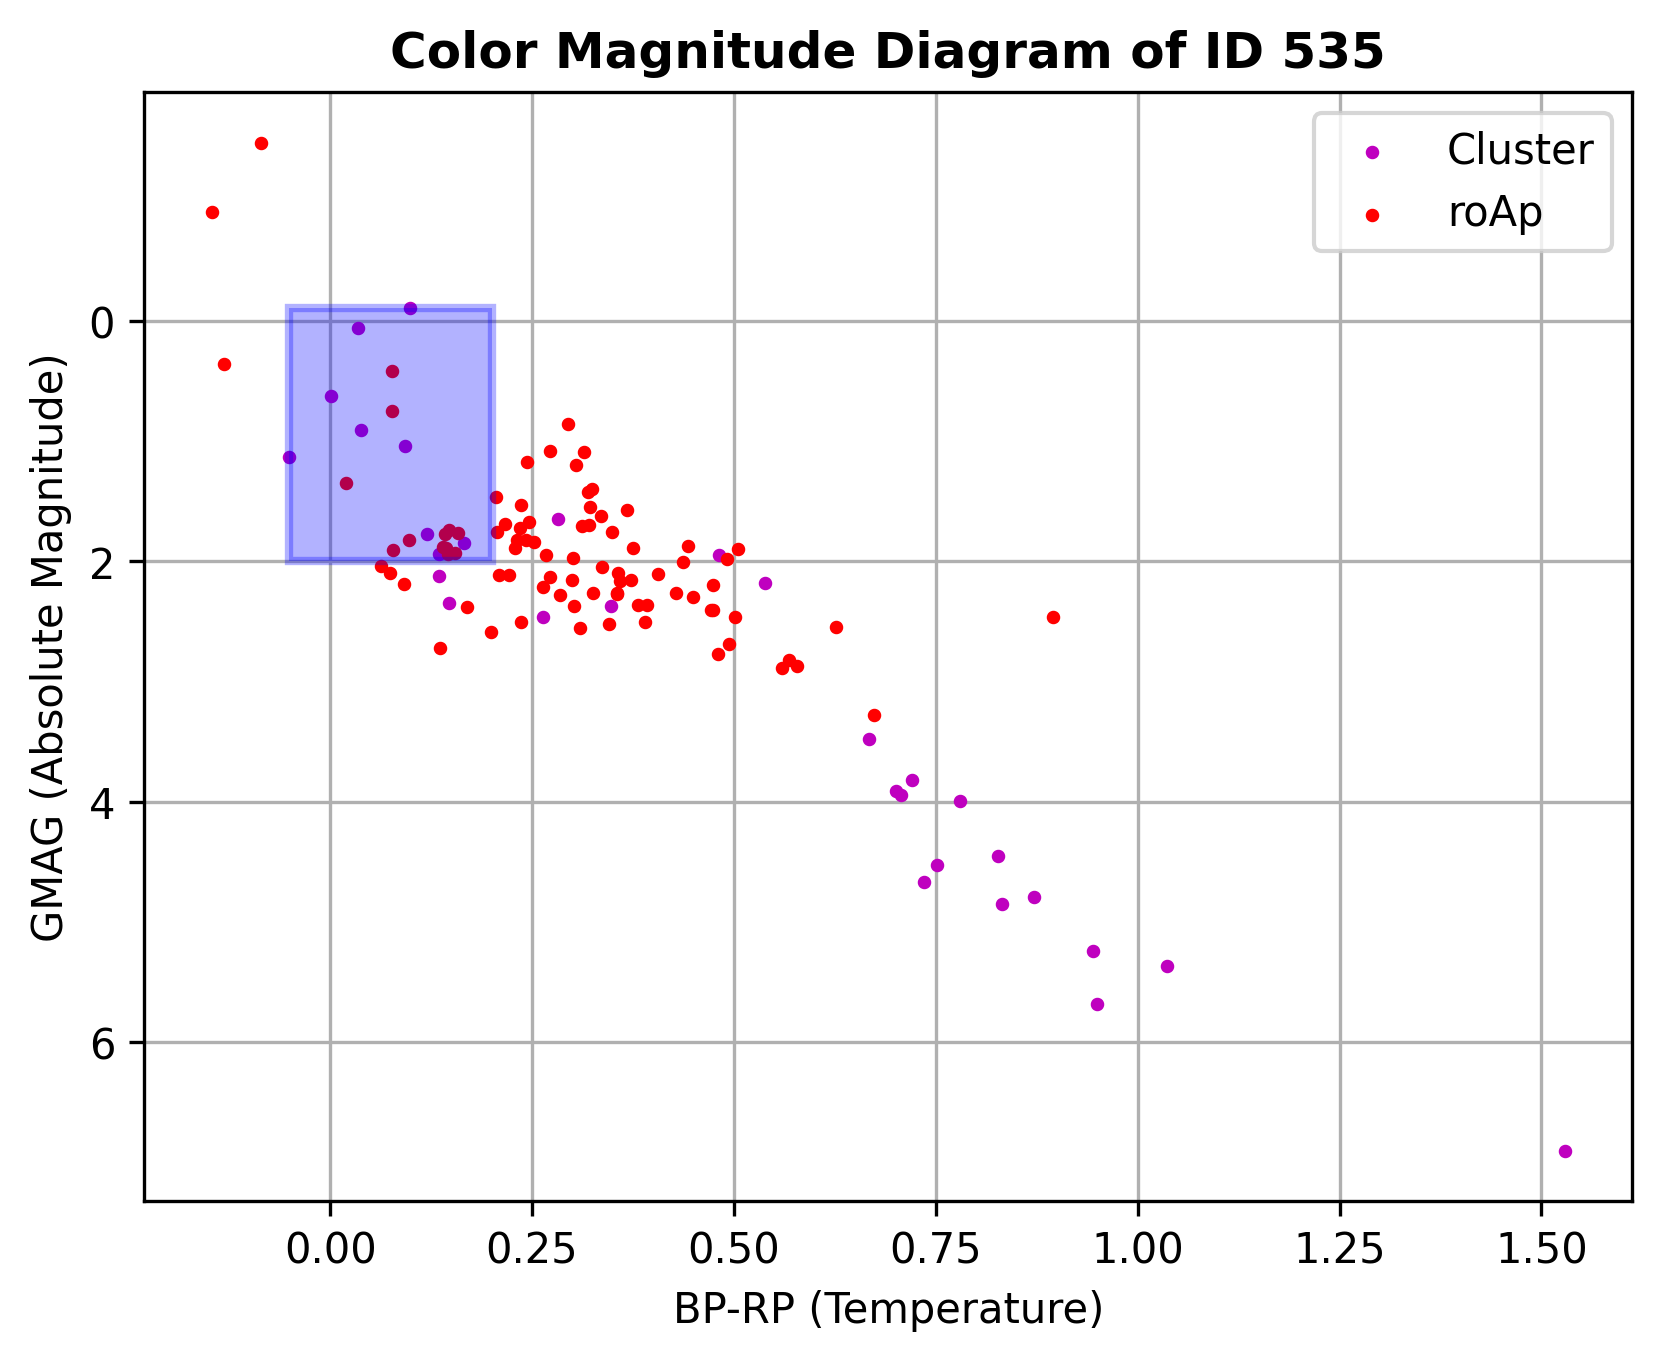 Color Magnitude Diagram of ID 535
Cluster
roAp
GMAG (Absolute Magnitude)
0
2
4
6
0.00 0.25 0.50 0.75 1.00 1.25 1.50
BP-RP (Temperature)